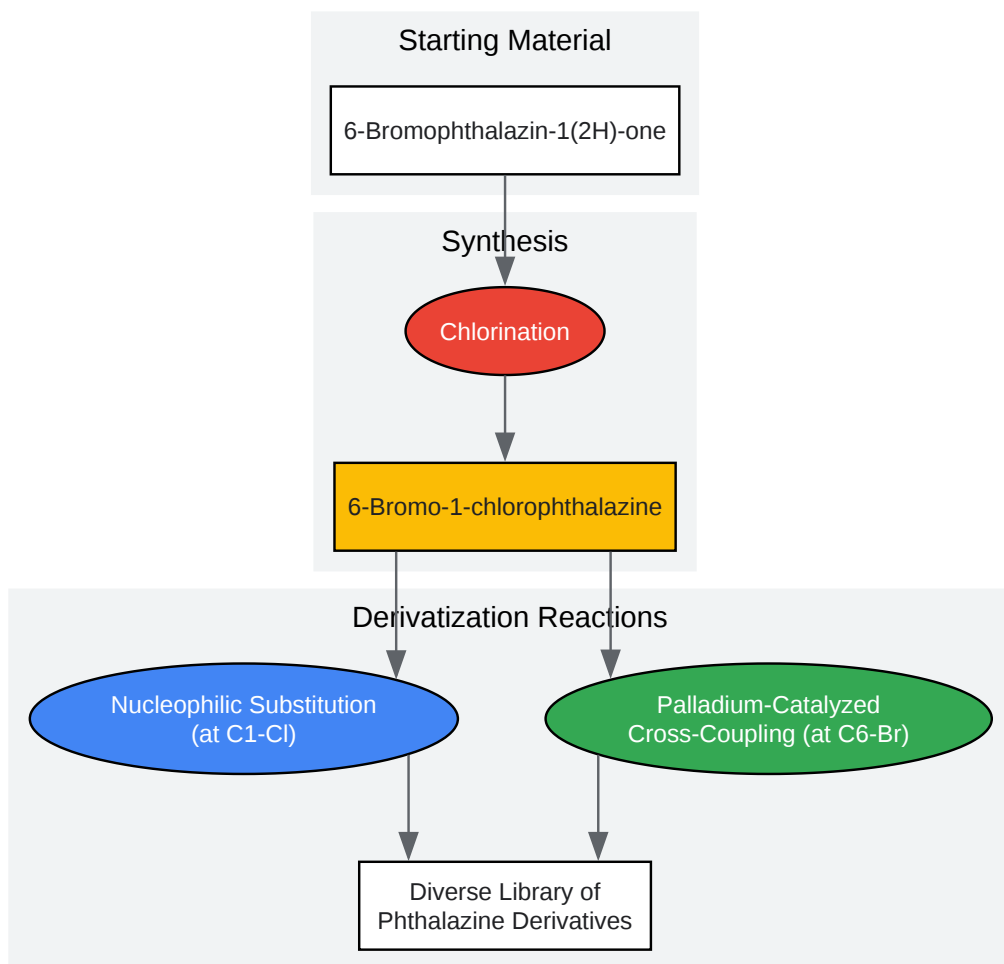 Starting Material
6-Bromophthalazin-1(2H)-one
Synthesis
Chlorination
6-Bromo-1-chlorophthalazine
Derivatization Reactions
Nucleophilic Substitution
(at C1-Cl)
Palladium-Catalyzed
Cross-Coupling (at C6-Br)
Diverse Library of
Phthalazine Derivatives